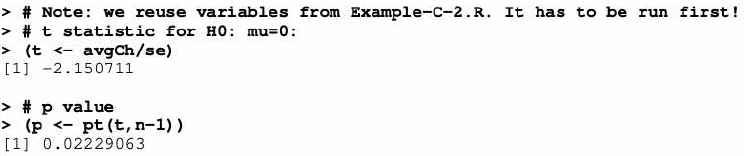 > # Note: we reuse variables from Example-C-2.R. It has to be run first!
> # t statistic for H0: mu=0:
> (t <- avgCh/se)
[1] -2.150711
> # p value
> (p <- pt(t,n-1))
[1] 0.02229063